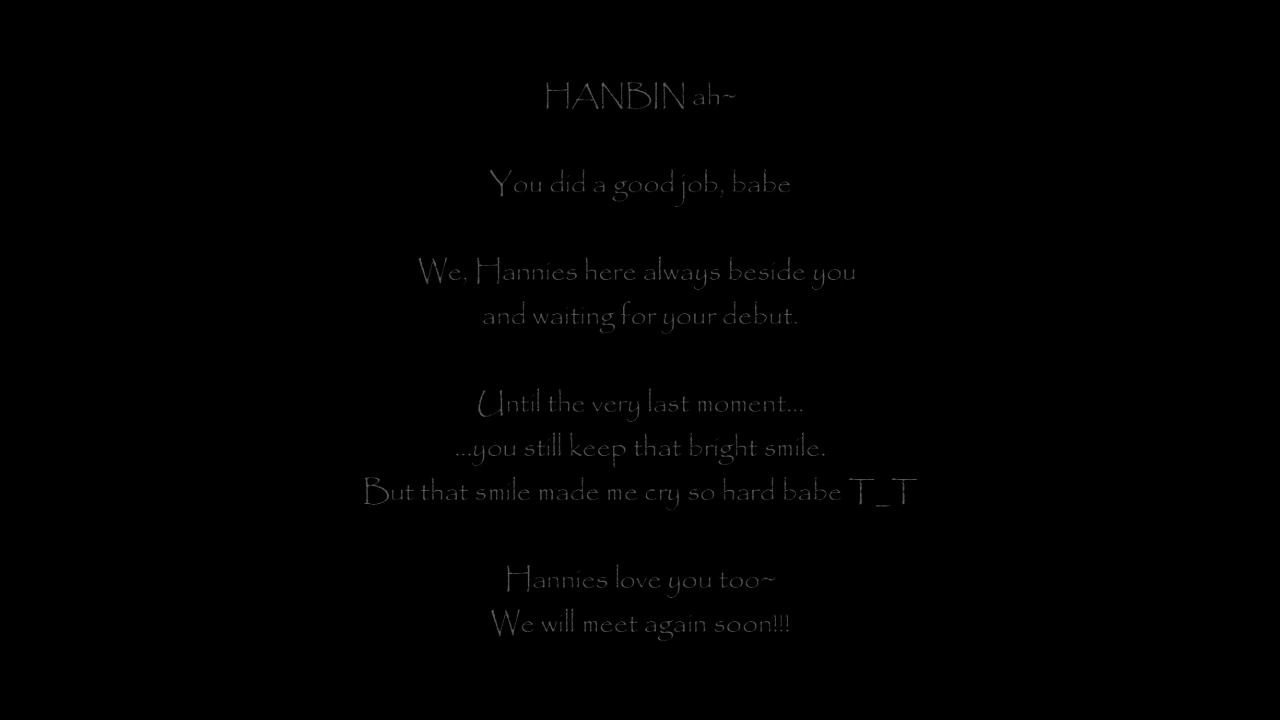 HANBIN ah~
You did a good job, babe
We, Hannies here always beside you
and waiting for your debut.
Until the very last moment...
...you still keep that bright smile.
But that smile made me cry so hard babe T_T
Hannies love you too~
We will meet again soon!!!